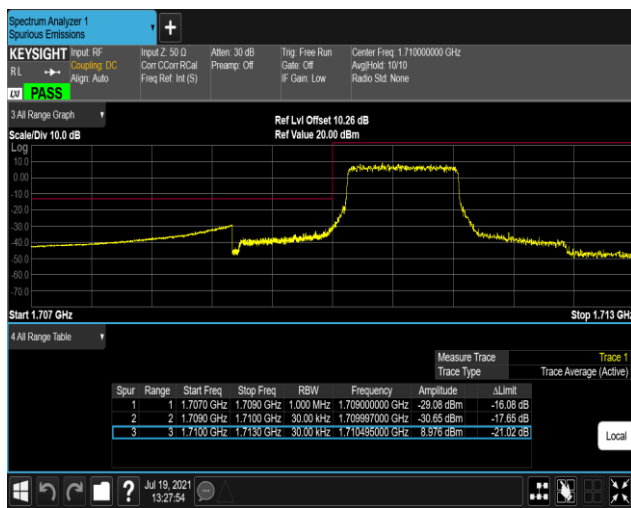 Spectrum Analyzer 1
Spurious Emissions
KEYSIGHT Input: RF Input Z: 50 Ω Atten: 30 dB Trig: Free Run Center Freq: 1.710000000 GHz
RL Coupling: DC Corr CCorr RCal Preamp: Off Gate: Off Avg|Hold: 10/10
Align: Auto Freq Ref: Int (S) IF Gain: Low Radio Std: None
LXI PASS
3 All Range Graph
Ref Lvl Offset 10.26 dB
Scale/Div 10.0 dB Ref Value 20.00 dBm
Log
10.0
0.00
-10.0
-20.0
-30.0
-40.0
-50.0
-60.0
-70.0
Start 1.707 GHz Stop 1.713 GHz
4 All Range Table
Measure Trace Trace 1
Trace Type Trace Average (Active)
Spur Range Start Freq Stop Freq RBW Frequency Amplitude ΔLimit
1 1 1.7070 GHz 1.7090 GHz 1.000 MHz 1.709000000 GHz -29.08 dBm -16.08 dB
2 2 1.7090 GHz 1.7100 GHz 30.00 kHz 1.709997000 GHz -30.65 dBm -17.65 dB
3 3 1.7100 GHz 1.7130 GHz 30.00 kHz 1.710495000 GHz 8.976 dBm -21.02 dB
Local
? Jul 19, 2021
13:27:54